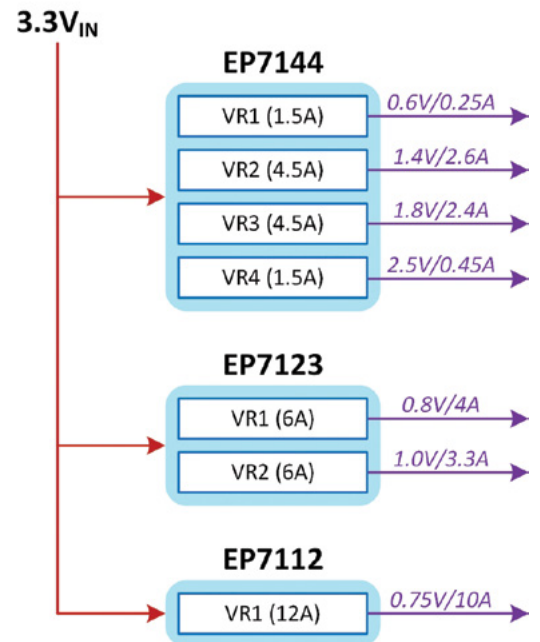 3.3VIN
EP7144
VR1 (1.5A)
0.6V/0.25A
VR2 (4.5A)
1.4V/2.6A
VR3 (4.5A)
1.8V/2.4A
VR4 (1.5A)
2.5V/0.45A
EP7123
VR1 (6A)
0.8V/4A
VR2 (6A)
1.0V/3.3A
EP7112
VR1 (12A)
0.75V/10A